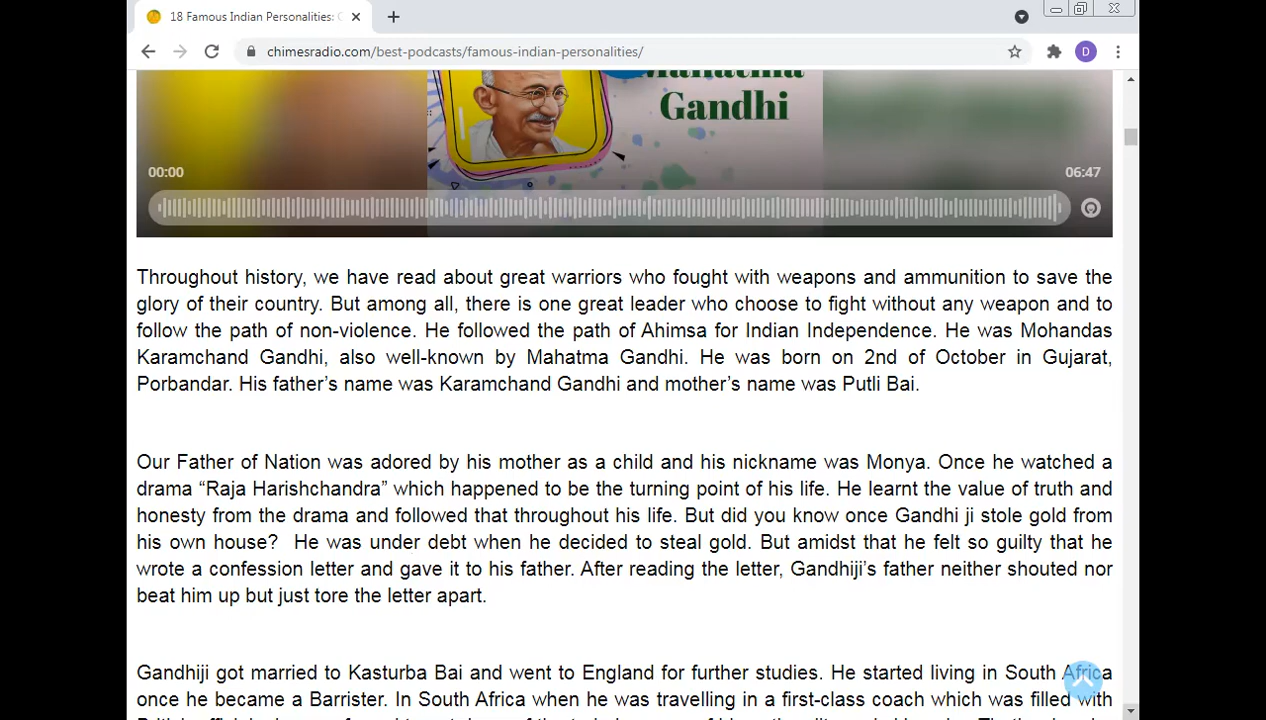 18 Famous Indian Personalities:
chimesradio.com/best-podcasts/famous-indian-personalities/
D
Gandhi
00:00
06:47
Throughout history, we have read about great warriors who fought with weapons and ammunition to save the
glory of their country. But among all, there is one great leader who choose to fight without any weapon and to
follow the path of non-violence. He followed the path of Ahimsa for Indian Independence. He was Mohandas
Karamchand Gandhi, also well-known by Mahatma Gandhi. He was born on 2nd of October in Gujarat,
Porbandar. His father’s name was Karamchand Gandhi and mother’s name was Putli Bai.
Our Father of Nation was adored by his mother as a child and his nickname was Monya. Once he watched a
drama “Raja Harishchandra” which happened to be the turning point of his life. He learnt the value of truth and
honesty from the drama and followed that throughout his life. But did you know once Gandhi ji stole gold from
his own house? He was under debt when he decided to steal gold. But amidst that he felt so guilty that he
wrote a confession letter and gave it to his father. After reading the letter, Gandhiji’s father neither shouted nor
beat him up but just tore the letter apart.
Gandhiji got married to Kasturba Bai and went to England for further studies. He started living in South Africa
once he became a Barrister. In South Africa when he was travelling in a first-class coach which was filled with